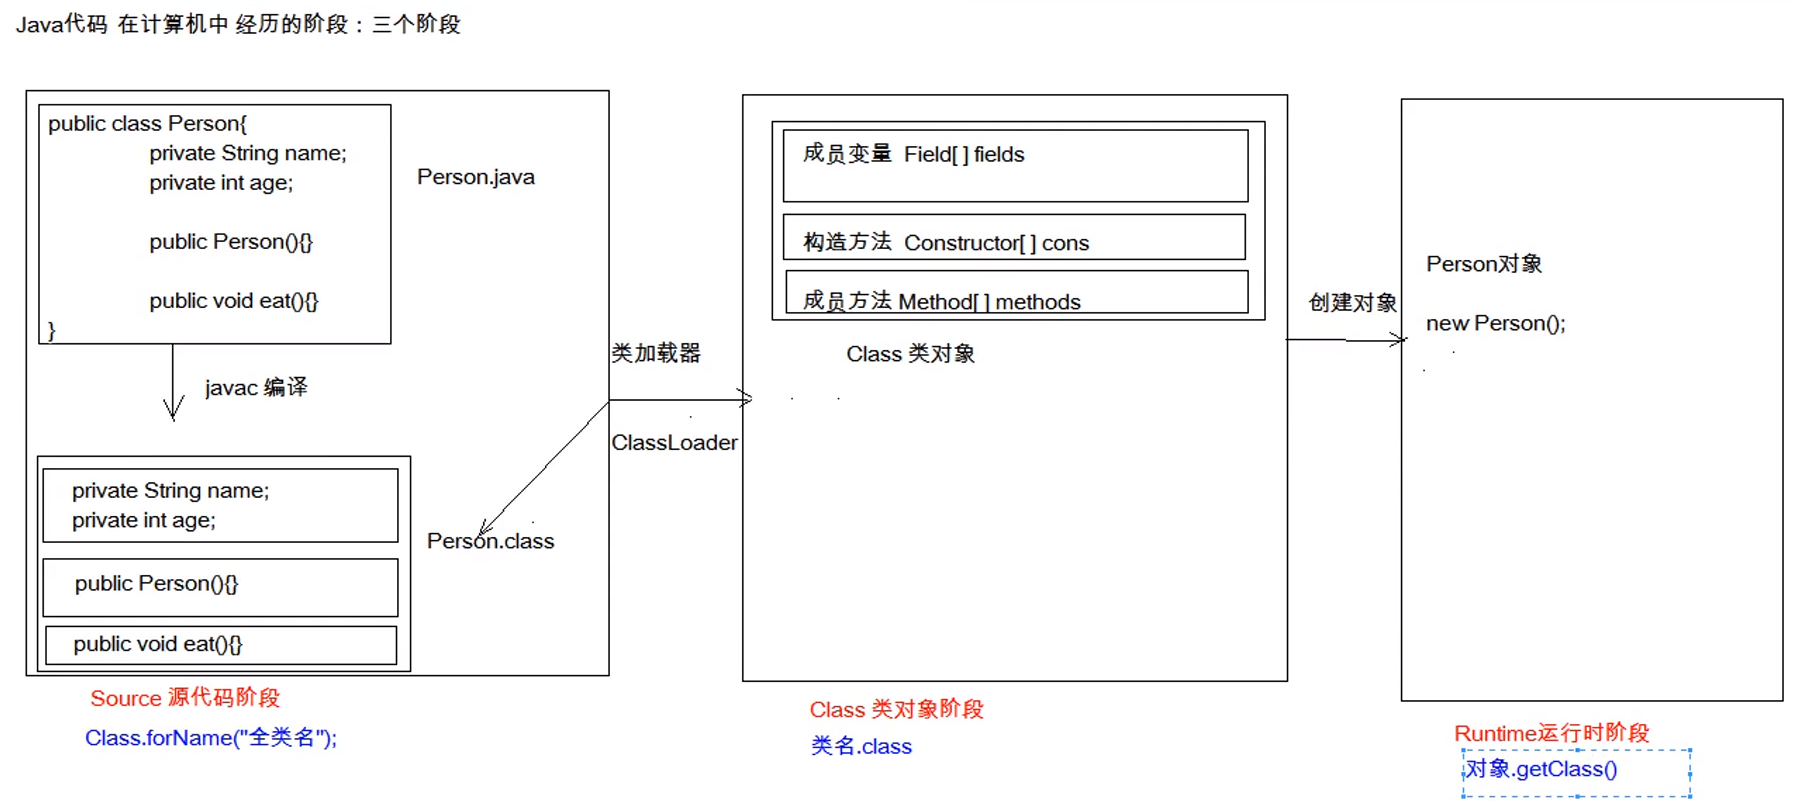 Java代码 在计算机中 经历的阶段：三个阶段
public class Person{
private String name;
private int age;
public Person(){}
public void eat(){}
}
Person.java
javac 编译
private String name;
private int age;
public Person(){}
public void eat(){}
Person.class
Source 源代码阶段
Class.forName("全类名");
类加载器
ClassLoader
成员变量 Field[ ] fields
构造方法 Constructor[ ] cons
成员方法 Method[ ] methods
Class 类对象
Class 类对象阶段
类名.class
创建对象
Person对象
new Person();
Runtime运行时阶段
对象.getClass()